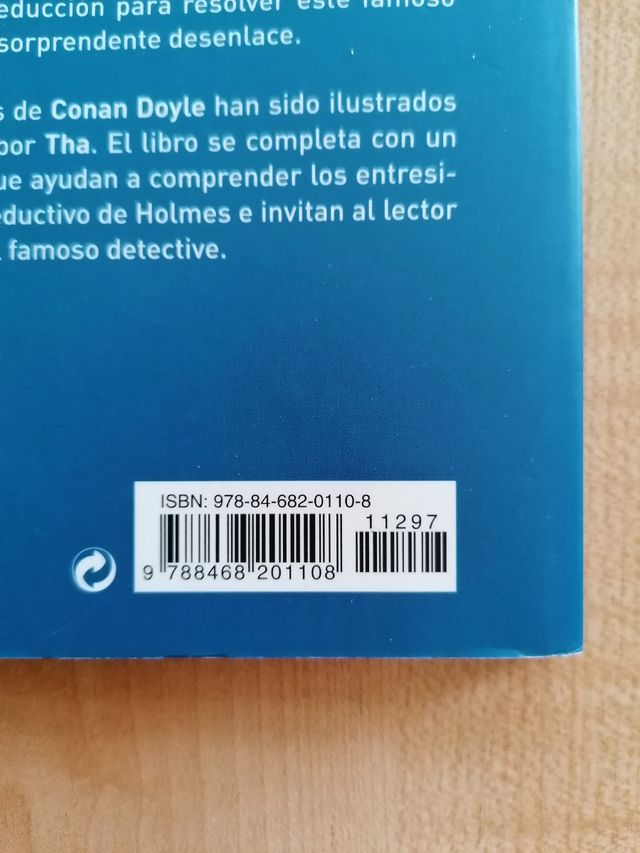 educción para resolver este famoso
sorprendente desenlace.
s de Conan Doyle han sido ilustrados
por Tha. El libro se completa con un
ue ayudan a comprender los entresi-
eductivo de Holmes e invitan al lector
l famoso detective.
ISBN: 978-84-682-0110-8
11297
9 788468 201108